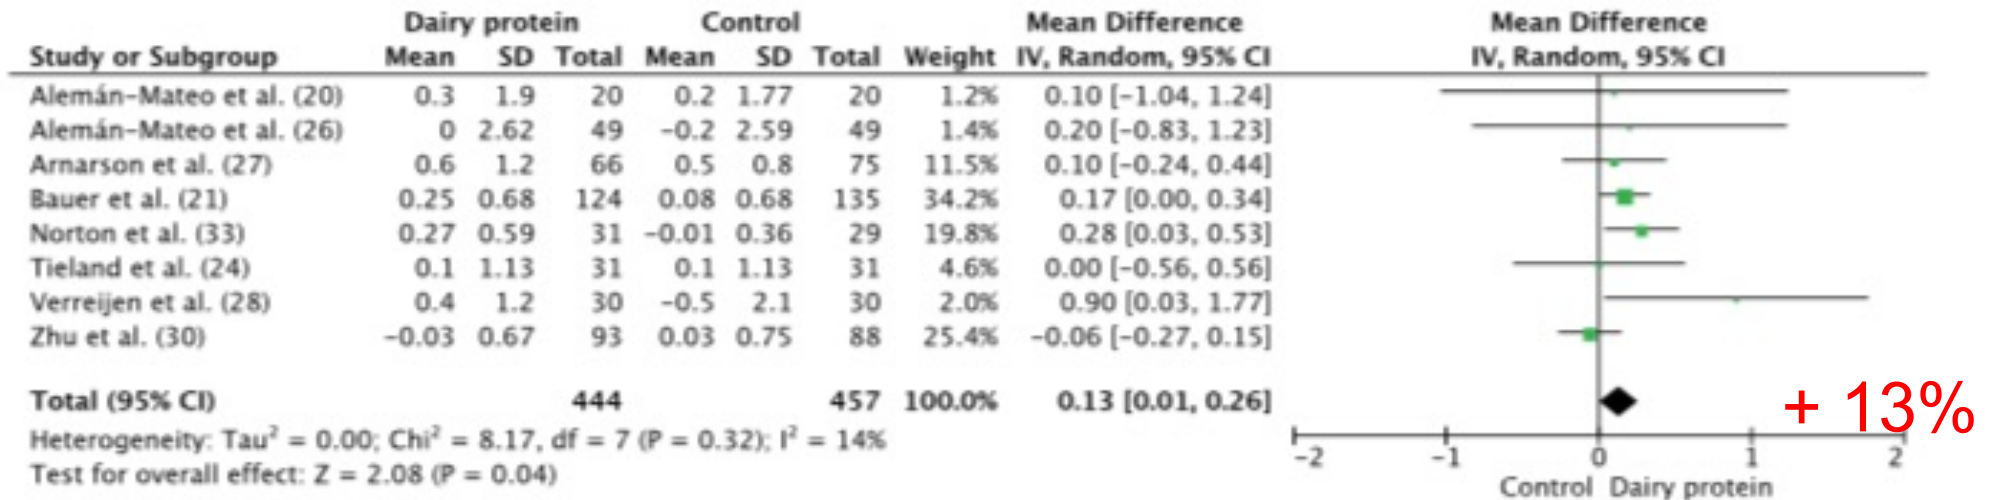 Dairy protein Control Mean Difference Mean Difference
Study or Subgroup Mean SD Total Mean SD Total Weight IV, Random, 95% CI IV, Random, 95% CI
Alemán-Mateo et al. (20) 0.3 1.9 20 0.2 1.77 20 1.2% 0.10 [-1.04, 1.24]
Alemán-Mateo et al. (26) 0 2.62 49 -0.2 2.59 49 1.4% 0.20 [-0.83, 1.23]
Arnarson et al. (27) 0.6 1.2 66 0.5 0.8 75 11.5% 0.10 [-0.24, 0.44]
Bauer et al. (21) 0.25 0.68 124 0.08 0.68 135 34.2% 0.17 [0.00, 0.34]
Norton et al. (33) 0.27 0.59 31 -0.01 0.36 29 19.8% 0.28 [0.03, 0.53]
Tieland et al. (24) 0.1 1.13 31 0.1 1.13 31 4.6% 0.00 [-0.56, 0.56]
Verreijen et al. (28) 0.4 1.2 30 -0.5 2.1 30 2.0% 0.90 [0.03, 1.77]
Zhu et al. (30) -0.03 0.67 93 0.03 0.75 88 25.4% -0.06 [-0.27, 0.15]
Total (95% CI) 444 457 100.0% 0.13 [0.01, 0.26] + 13%
Heterogeneity: Tau² = 0.00; Chi² = 8.17, df = 7 (P = 0.32); I² = 14%
-2 -1 0 1 2
Test for overall effect: Z = 2.08 (P = 0.04)
Control Dairy protein